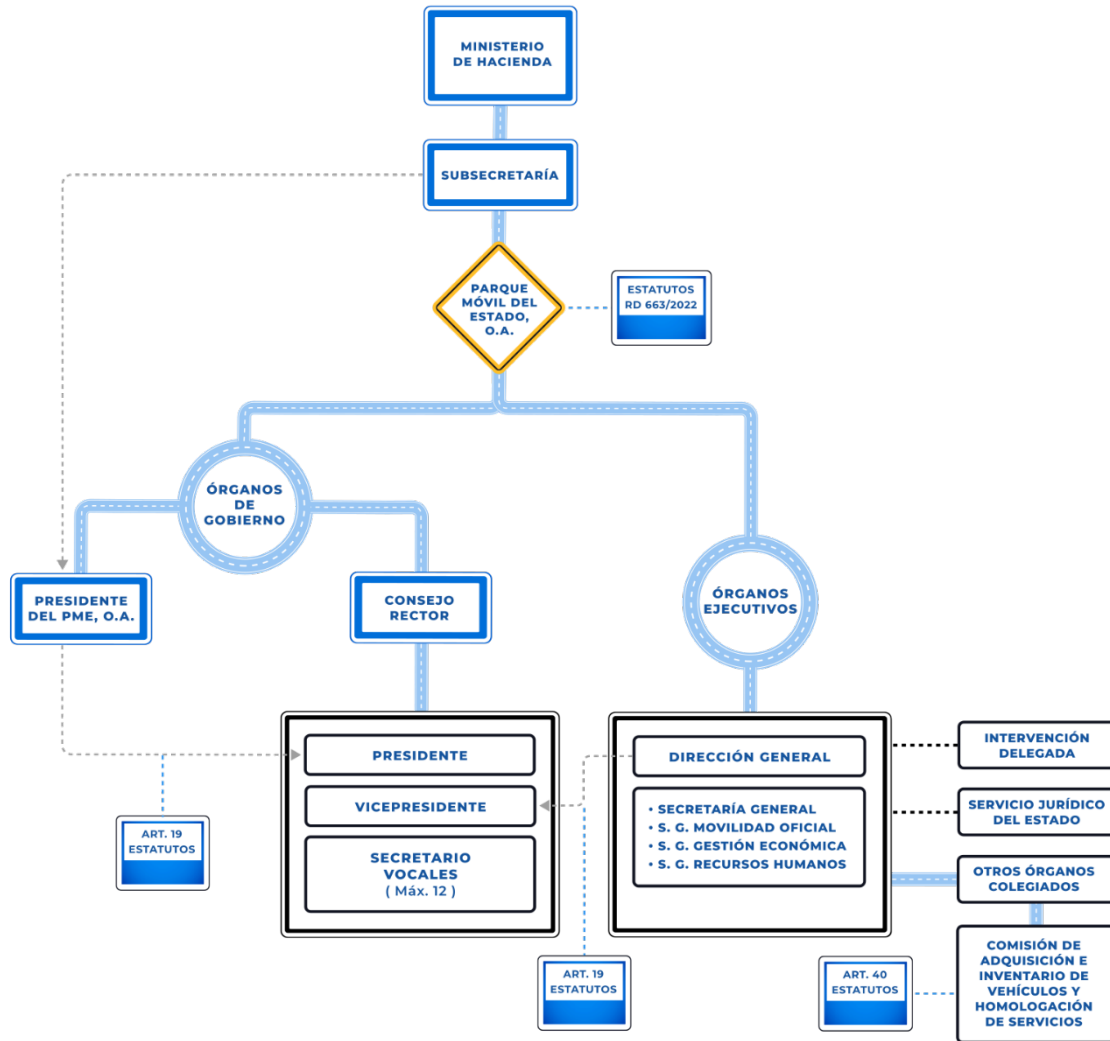 MINISTERIO
DE HACIENDA
SUBSECRETARÍA
PARQUE
MÓVIL DEL
ESTADO,
O.A.
ESTATUTOS
RD 663/2022
ÓRGANOS
DE
GOBIERNO
PRESIDENTE
DEL PME, O.A.
CONSEJO
RECTOR
ÓRGANOS
EJECUTIVOS
PRESIDENTE
VICEPRESIDENTE
SECRETARIO
VOCALES
( Máx. 12 )
DIRECCIÓN GENERAL
• SECRETARÍA GENERAL
• S. G. MOVILIDAD OFICIAL
• S. G. GESTIÓN ECONÓMICA
• S. G. RECURSOS HUMANOS
INTERVENCIÓN
DELEGADA
SERVICIO JURÍDICO
DEL ESTADO
OTROS ÓRGANOS
COLEGIADOS
COMISIÓN DE
ADQUISICIÓN E
INVENTARIO DE
VEHÍCULOS Y
HOMOLOGACIÓN
DE SERVICIOS
ART. 19
ESTATUTOS
ART. 19
ESTATUTOS
ART. 40
ESTATUTOS